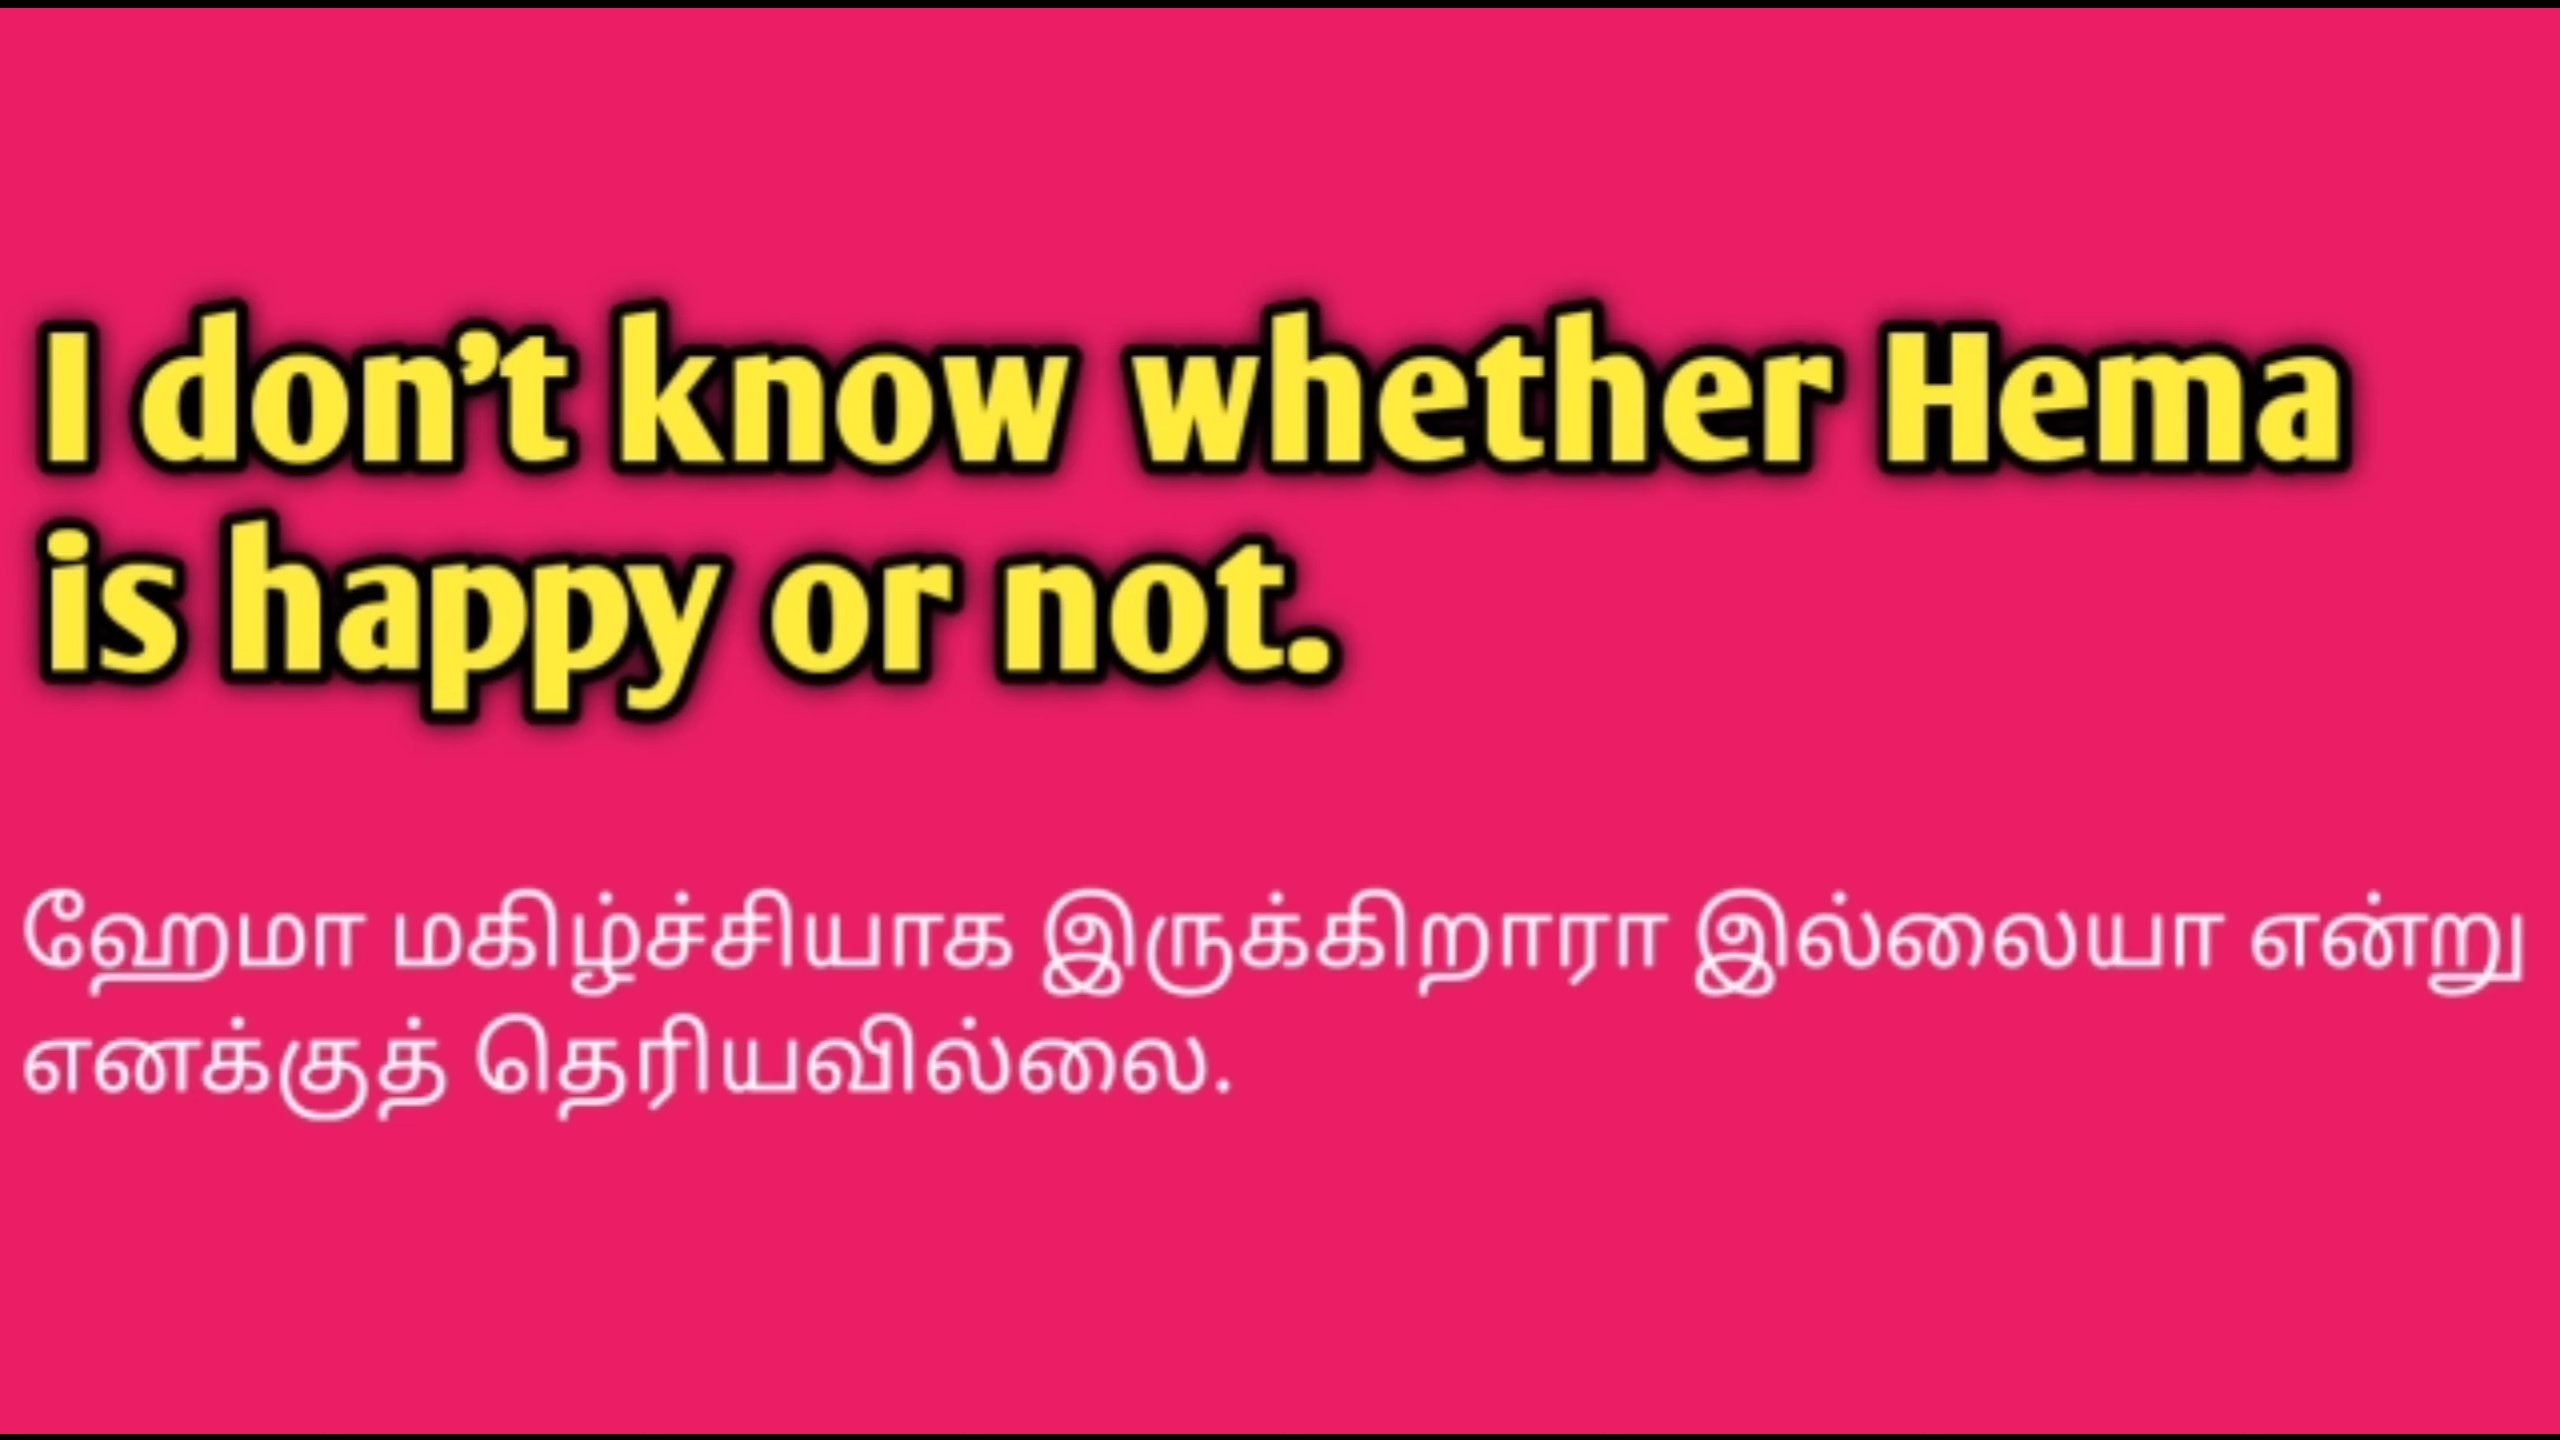 I don’t know whether Hema
is happy or not.
ஹேமா மகிழ்ச்சியாக இருக்கிறாரா இல்லையா என்று
எனக்குத் தெரியவில்லை.